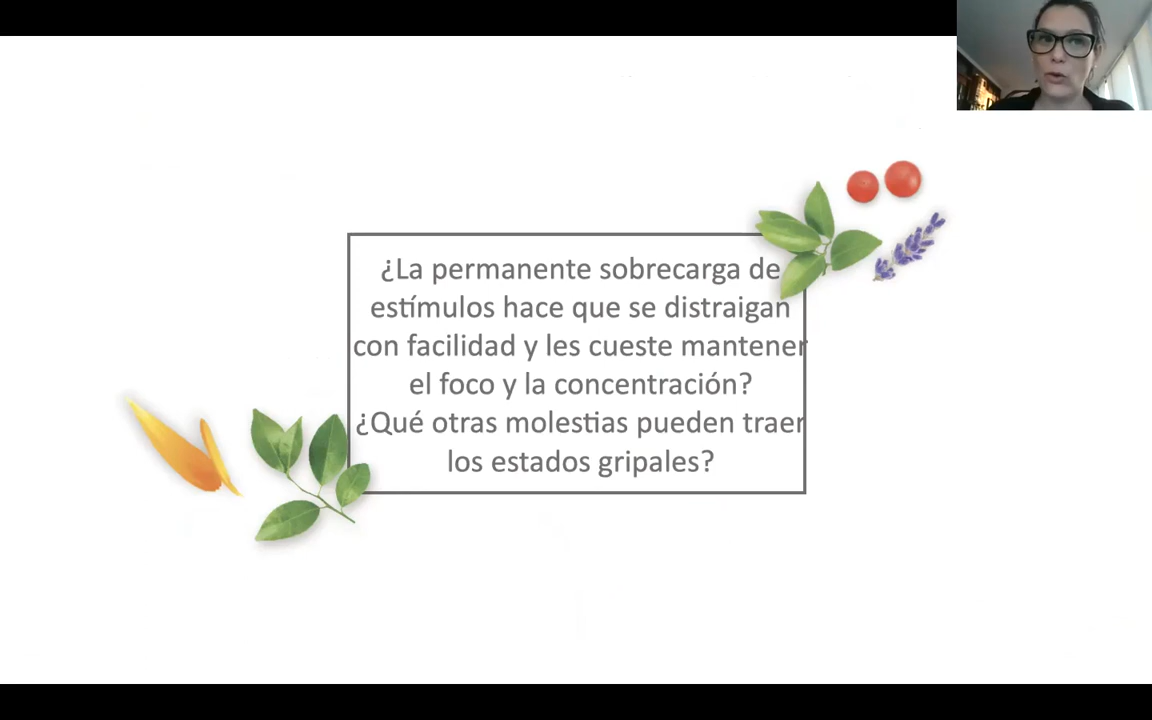 ¿La permanente sobrecarga de
estímulos hace que se distraigan
con facilidad y les cueste mantener
el foco y la concentración?
¿Qué otras molestias pueden traer
los estados gripales?